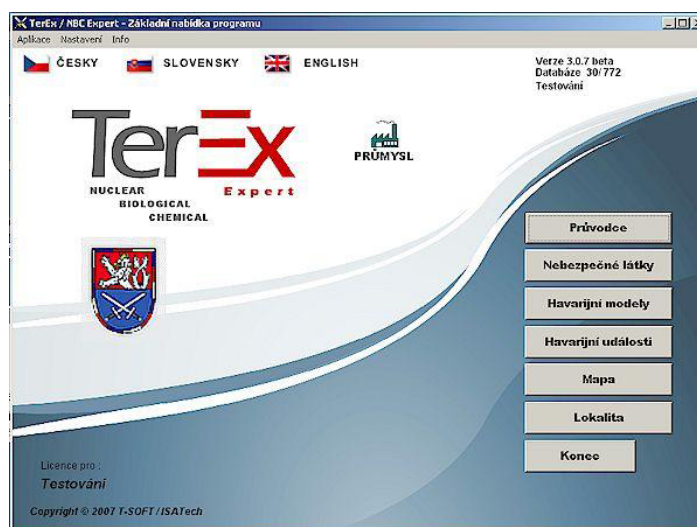 TerEx / NBC Expert - Základní nabídka programu
Aplikace Nastavení Info
ČESKY SLOVENSKY ENGLISH
Verze 3.0.7 beta
Databáze 30/772
Testování
TerEx
Expert
NUCLEAR
BIOLOGICAL
CHEMICAL
PRŮMYSL
Průvodce
Nebezpečné látky
Havarijní modely
Havarijní události
Mapa
Lokalita
Konec
Licence pro :
Testování
Copyright © 2007 T-SOFT / ISATech